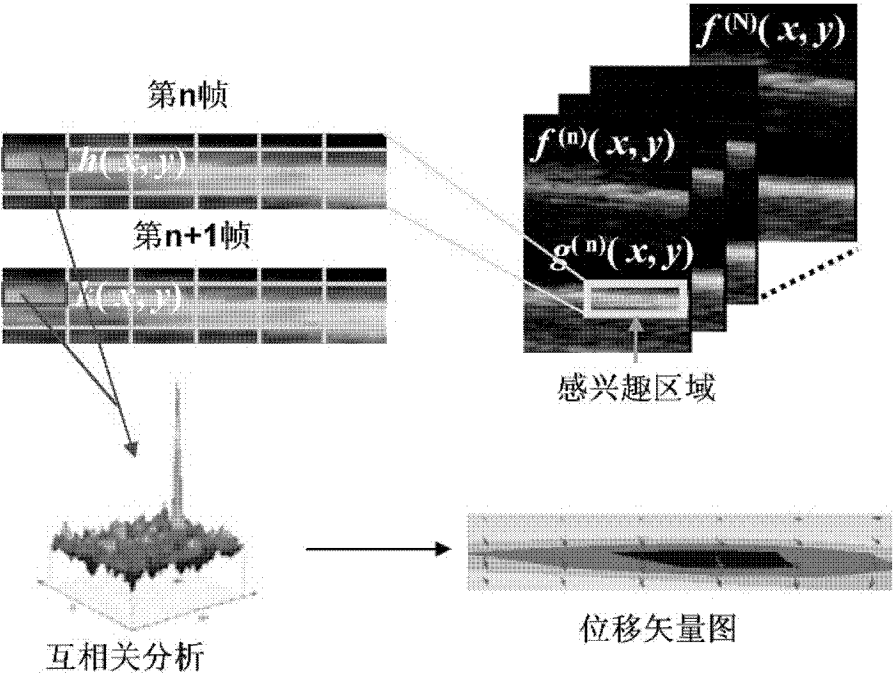 第n帧
h( x, y)
第n+1帧
( x, y)
f (N)( x, y)
f (n)( x, y)
g( n)( x, y)
感兴趣区域
互相关分析
位移矢量图